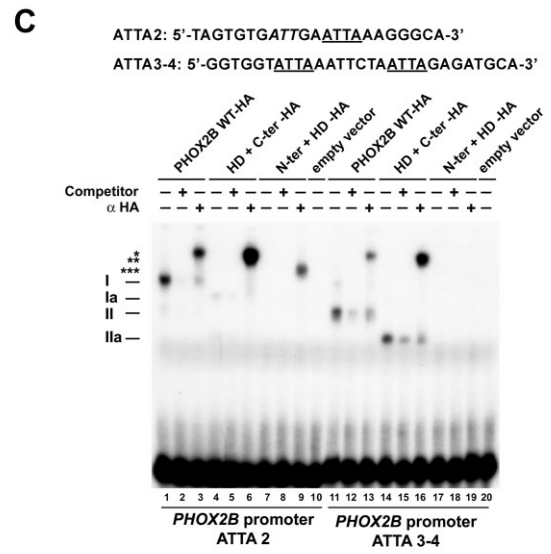 C
ATTA2: 5’-TAGTGTGATTGAATTAAAGGGCA-3’
ATTA3-4: 5’-GGTGGTATTAAATTCTAATTAGAGATGCA-3’
PHOX2B WT-HA HD + C-ter -HA N-ter + HD -HA empty vector PHOX2B WT-HA HD + C-ter -HA N-ter + HD -HA empty vector
Competitor – + – – + – – + – – – + – – + – – + – –
α HA – – + – – + – – + – – – + – – + – – + –
*
**
***
I
Ia
II
IIa
1 2 3 4 5 6 7 8 9 10 11 12 13 14 15 16 17 18 19 20
PHOX2B promoter PHOX2B promoter
ATTA 2 ATTA 3-4